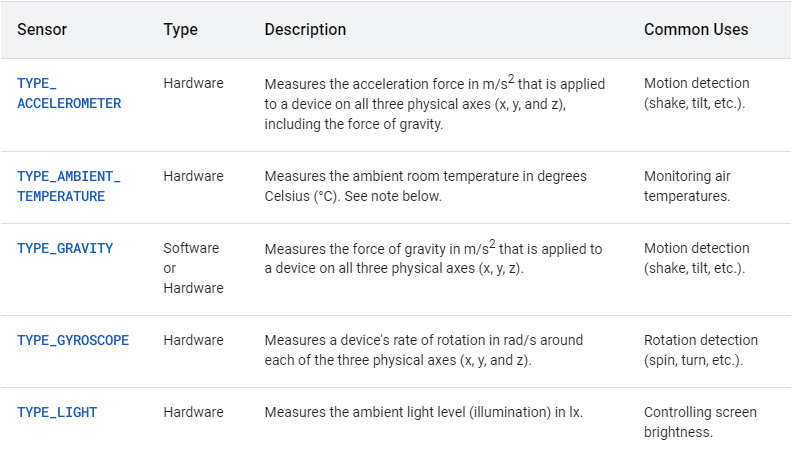 Sensor Type Description Common Uses
TYPE_ Hardware Measures the acceleration force in m/s² that is applied Motion detection
ACCELEROMETER to a device on all three physical axes (x, y, and z), (shake, tilt, etc.).
including the force of gravity.
TYPE_AMBIENT_ Hardware Measures the ambient room temperature in degrees Monitoring air
TEMPERATURE Celsius (°C). See note below. temperatures.
TYPE_GRAVITY Software Measures the force of gravity in m/s² that is applied to Motion detection
or a device on all three physical axes (x, y, z). (shake, tilt, etc.).
Hardware
TYPE_GYROSCOPE Hardware Measures a device's rate of rotation in rad/s around Rotation detection
each of the three physical axes (x, y, and z). (spin, turn, etc.).
TYPE_LIGHT Hardware Measures the ambient light level (illumination) in lx. Controlling screen
brightness.